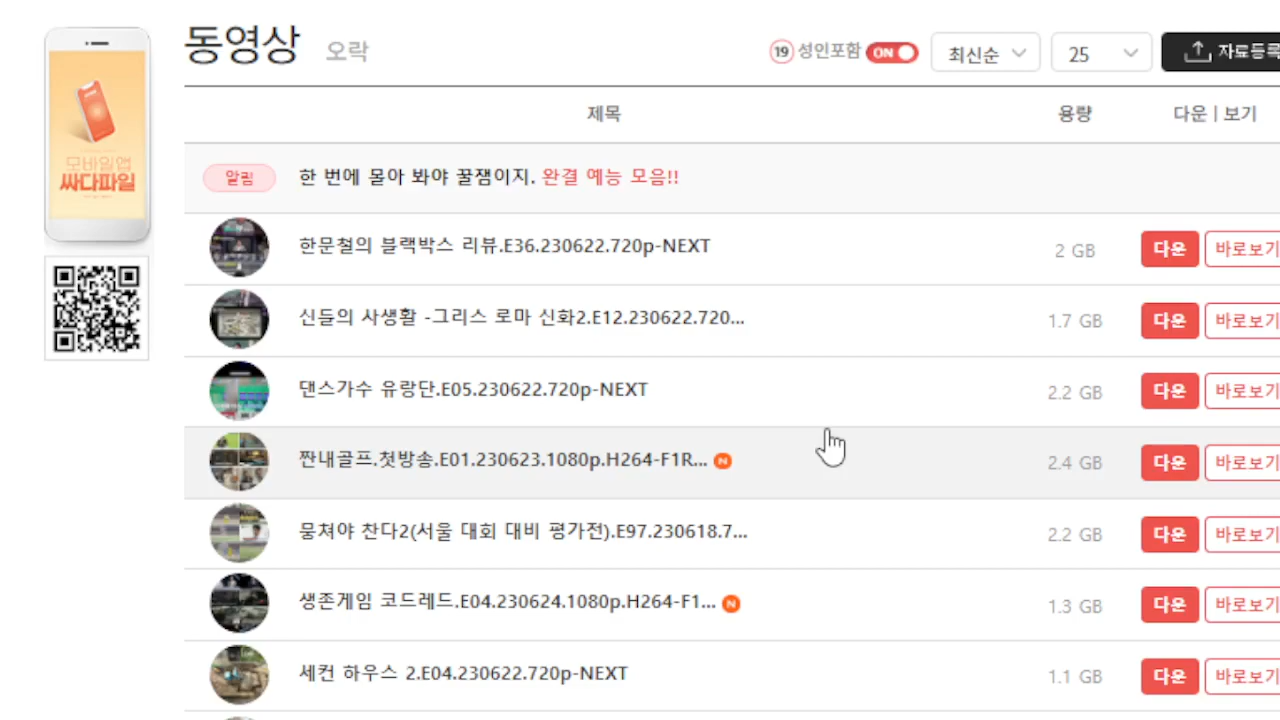 동영상 오락
19 성인포함 ON 최신순 25 자료등록
모바일앱
싸다파일
제목 용량 다운 | 보기
알림 한 번에 몰아 봐야 꿀잼이지. 완결 예능 모음!!
한문철의 블랙박스 리뷰.E36.230622.720p-NEXT 2 GB 다운 바로보기
신들의 사생활 -그리스 로마 신화2.E12.230622.720... 1.7 GB 다운 바로보기
댄스가수 유랑단.E05.230622.720p-NEXT 2.2 GB 다운 바로보기
짠내골프.첫방송.E01.230623.1080p.H264-F1R... N 2.4 GB 다운 바로보기
뭉쳐야 찬다2(서울 대회 대비 평가전).E97.230618.7... 2.2 GB 다운 바로보기
생존게임 코드레드.E04.230624.1080p.H264-F1... N 1.3 GB 다운 바로보기
세컨 하우스 2.E04.230622.720p-NEXT 1.1 GB 다운 바로보기